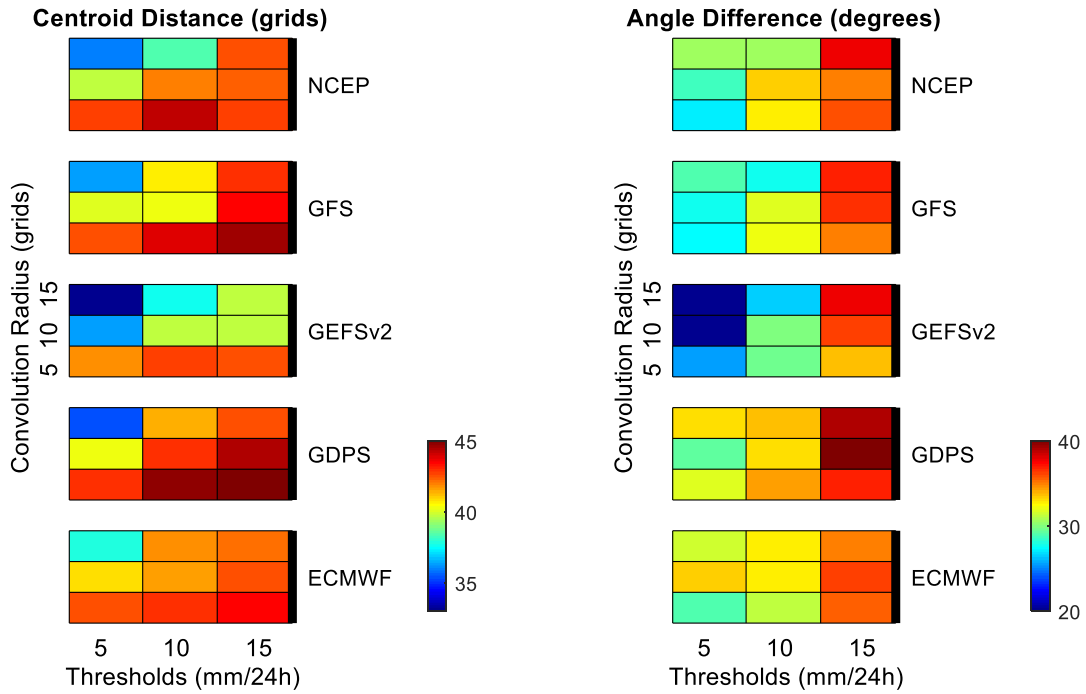 Centroid Distance (grids)
NCEP
GFS
GEFSv2
GDPS
ECMWF
Convolution Radius (grids)
15
10
5
5 10 15
Thresholds (mm/24h)
45
40
35
Angle Difference (degrees)
NCEP
GFS
GEFSv2
GDPS
ECMWF
Convolution Radius (grids)
15
10
5
5 10 15
Thresholds (mm/24h)
40
30
20